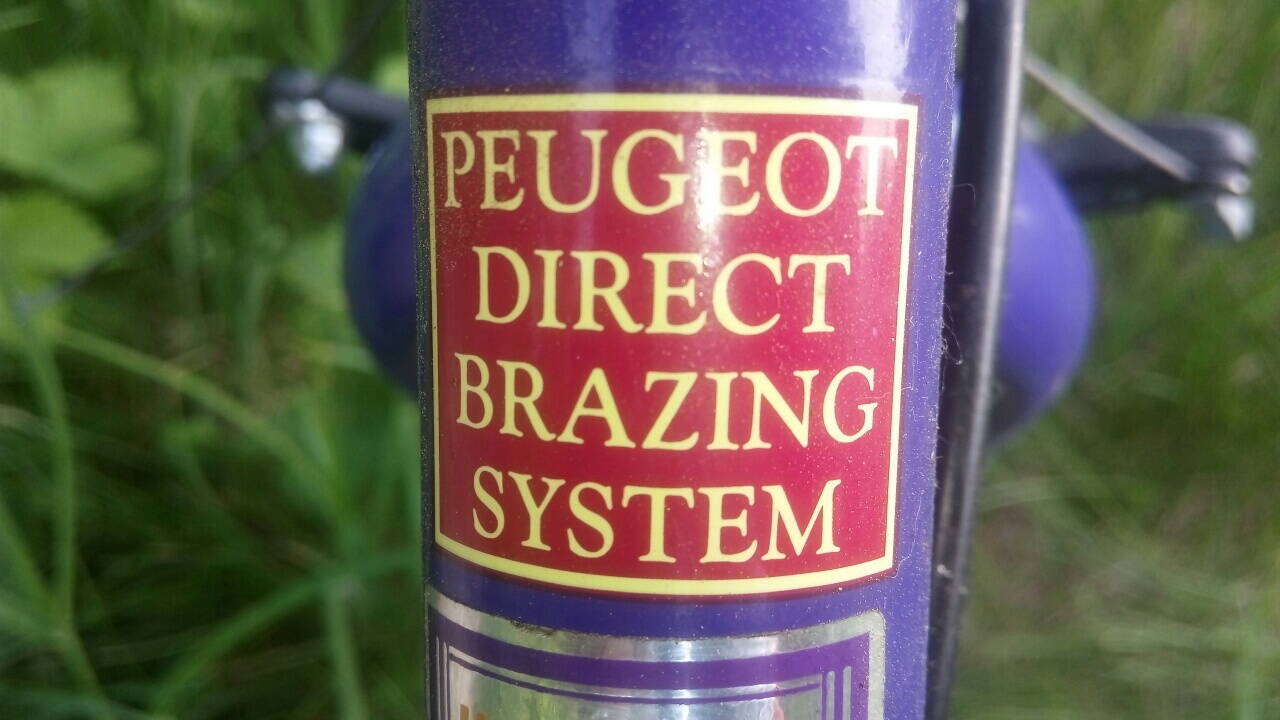 PEUGEOT
DIRECT
BRAZING
SYSTEM